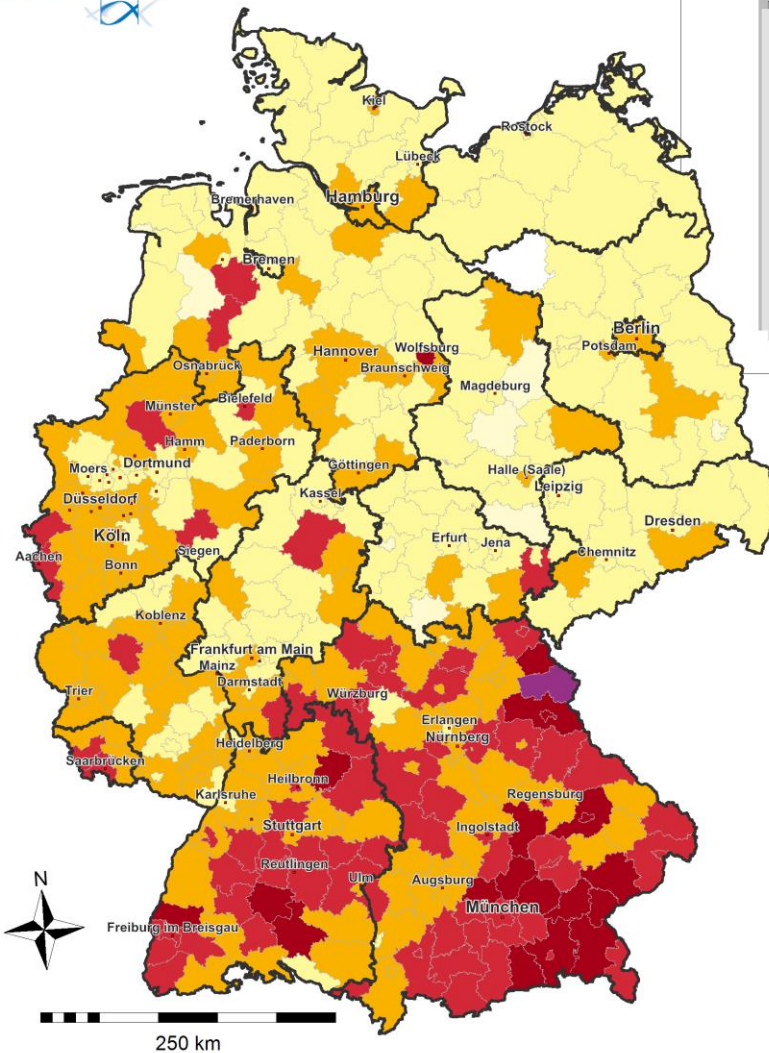 Kiel
Rostock
Lübeck
Hamburg
Bremerhaven
Bremen
Berlin
Potsdam
Wolfsburg
Hannover
Braunschweig
Osnabrück
Magdeburg
Bielefeld
Münster
Hamm
Paderborn
Göttingen
Halle (Saale)
Moers
Dortmund
Leipzig
Kassel
Düsseldorf
Dresden
Köln
Erfurt
Jena
Aachen
Siegen
Chemnitz
Bonn
Koblenz
Frankfurt am Main
Mainz
Darmstadt
Trier
Würzburg
Erlangen
Nürnberg
Heidelberg
Saarbrücken
Heilbronn
Karlsruhe
Regensburg
Stuttgart
Ingolstadt
Reutlingen
Ulm
Augsburg
München
N
Freiburg im Breisgau
250 km